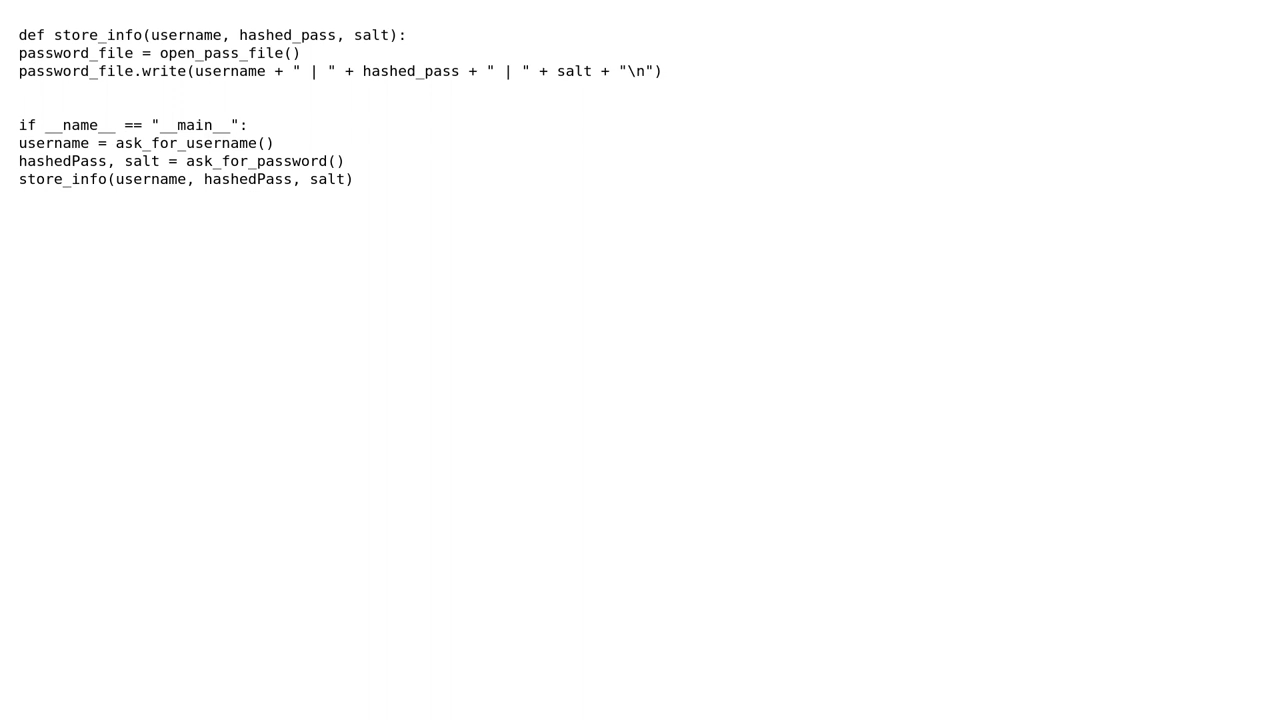 def store_info(username, hashed_pass, salt):
password_file = open_pass_file()
password_file.write(username + " | " + hashed_pass + " | " + salt + "\n")
if __name__ == "__main__":
username = ask_for_username()
hashedPass, salt = ask_for_password()
store_info(username, hashedPass, salt)